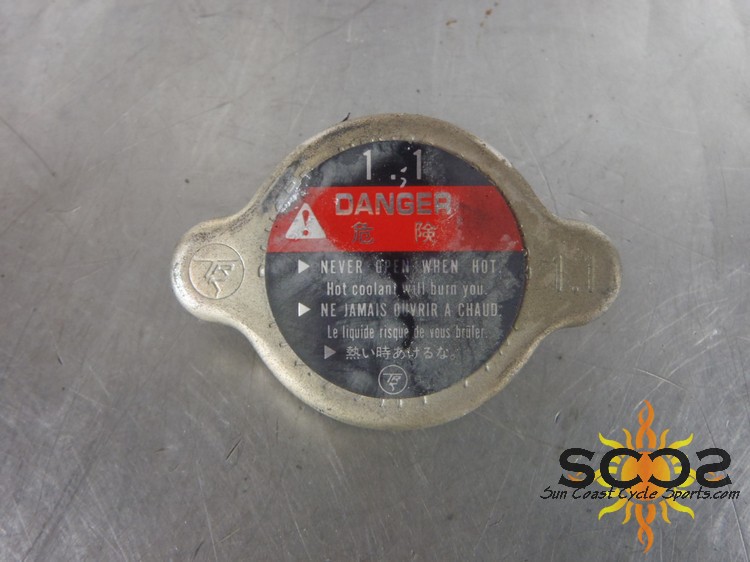 1.1
DANGER
危険
NEVER OPEN WHEN HOT.
Hot coolant will burn you.
NE JAMAIS OUVRIR A CHAUD.
Le liquide risque de vous brûler.
熱い時あけるな。
1.1
SCCS
Sun Coast Cycle Sports.com